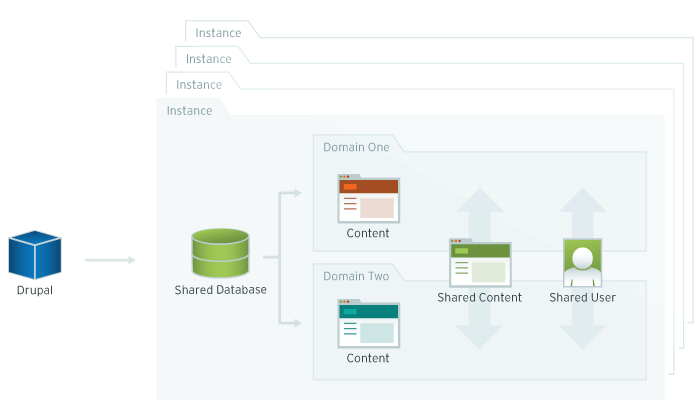 Instance
Instance
Instance
Instance
Domain One
Content
Drupal
Shared Database
Domain Two
Shared Content
Shared User
Content